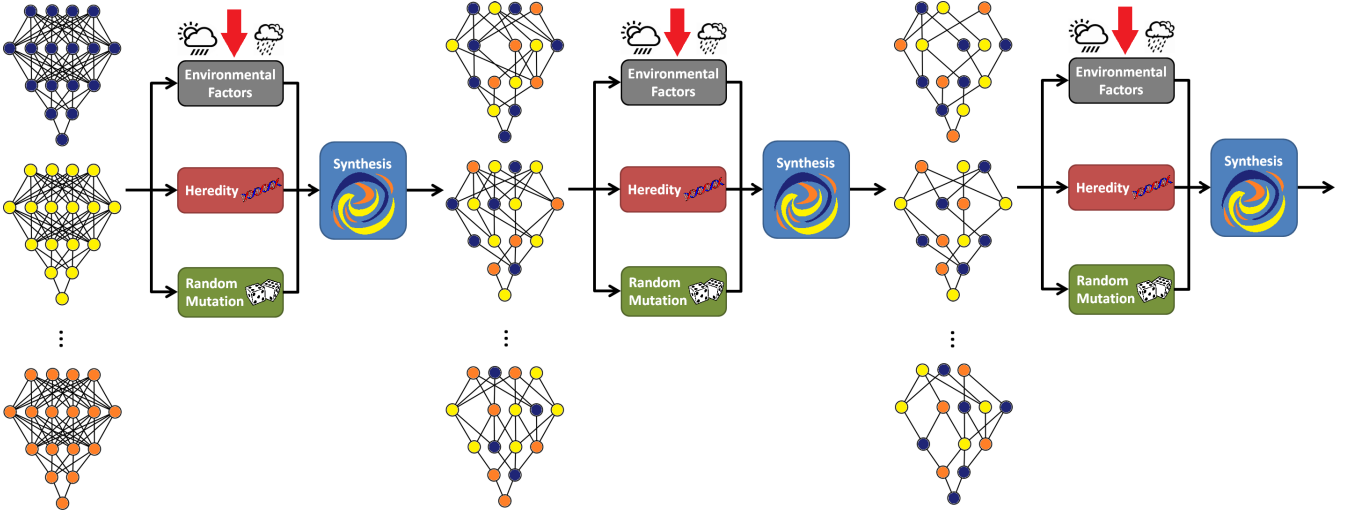 Environmental
Factors
Heredity
Random
Mutation
Synthesis
Environmental
Factors
Heredity
Random
Mutation
Synthesis
Environmental
Factors
Heredity
Random
Mutation
Synthesis